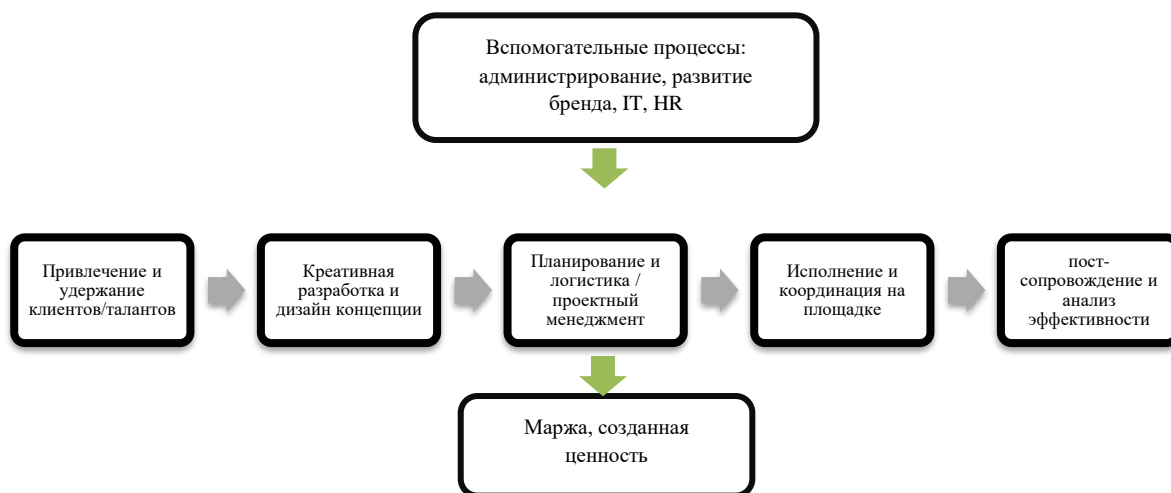 Вспомогательные процессы:
администрирование, развитие
бренда, IT, HR
Привлечение и
удержание
клиентов/талантов
Креативная
разработка и
дизайн концепции
Планирование и
логистика /
проектный
менеджмент
Исполнение и
координация на
площадке
пост-
сопровождение и
анализ
эффективности
Маржа, созданная
ценность